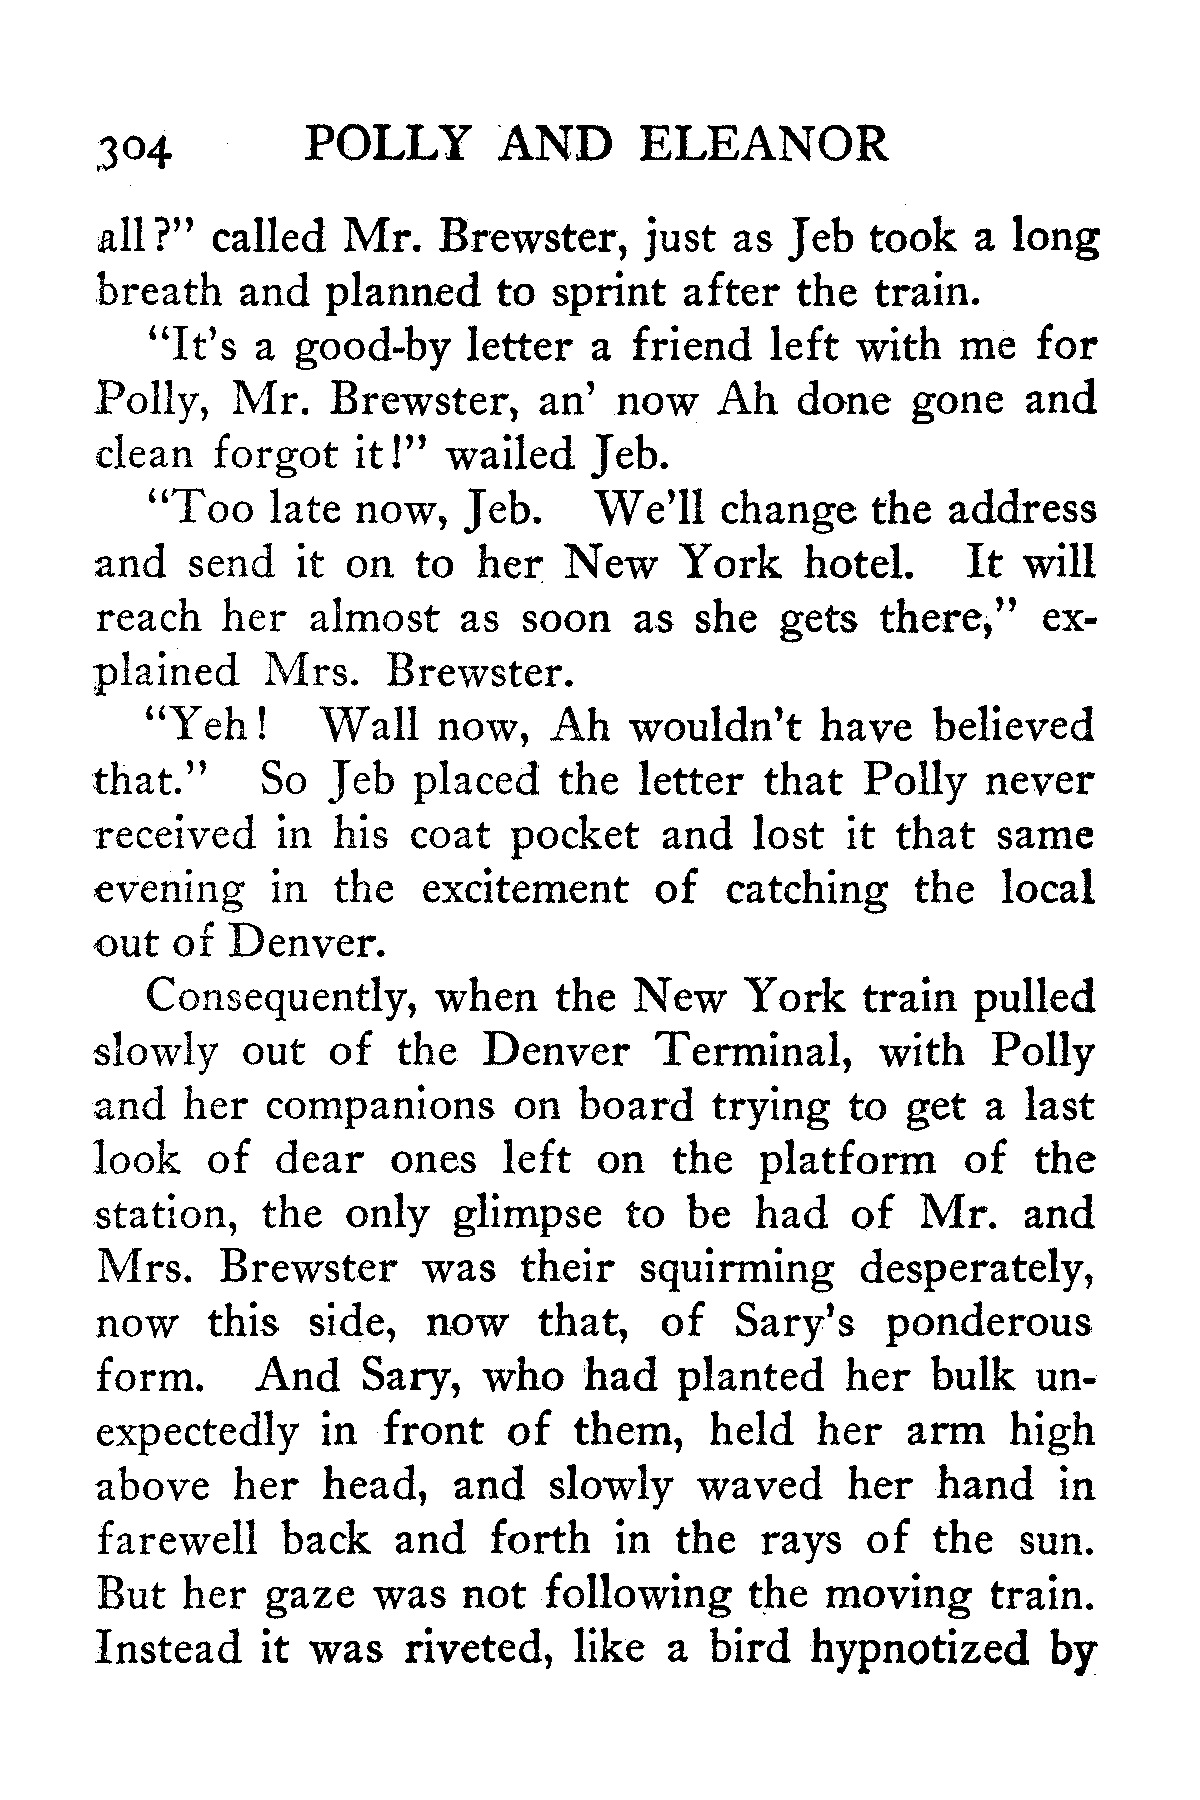 304 POLLY AND ELEANOR
all?" called Mr. Brewster, just as Jeb took a long
breath and planned to sprint after the train.
"It's a good-by letter a friend left with me for
Polly, Mr. Brewster, an' now Ah done gone and
clean forgot it!" wailed Jeb.
"Too late now, Jeb. We'll change the address
and send it on to her New York hotel. It will
reach her almost as soon as she gets there," ex-
plained Mrs. Brewster.
"Yeh! Wall now, Ah wouldn't have believed
that." So Jeb placed the letter that Polly never
received in his coat pocket and lost it that same
evening in the excitement of catching the local
out of Denver.
Consequently, when the New York train pulled
slowly out of the Denver Terminal, with Polly
and her companions on board trying to get a last
look of dear ones left on the platform of the
station, the only glimpse to be had of Mr. and
Mrs. Brewster was their squirming desperately,
now this side, now that, of Sary's ponderous
form. And Sary, who had planted her bulk un-
expectedly in front of them, held her arm high
above her head, and slowly waved her hand in
farewell back and forth in the rays of the sun.
But her gaze was not following the moving train.
Instead it was riveted, like a bird hypnotized by